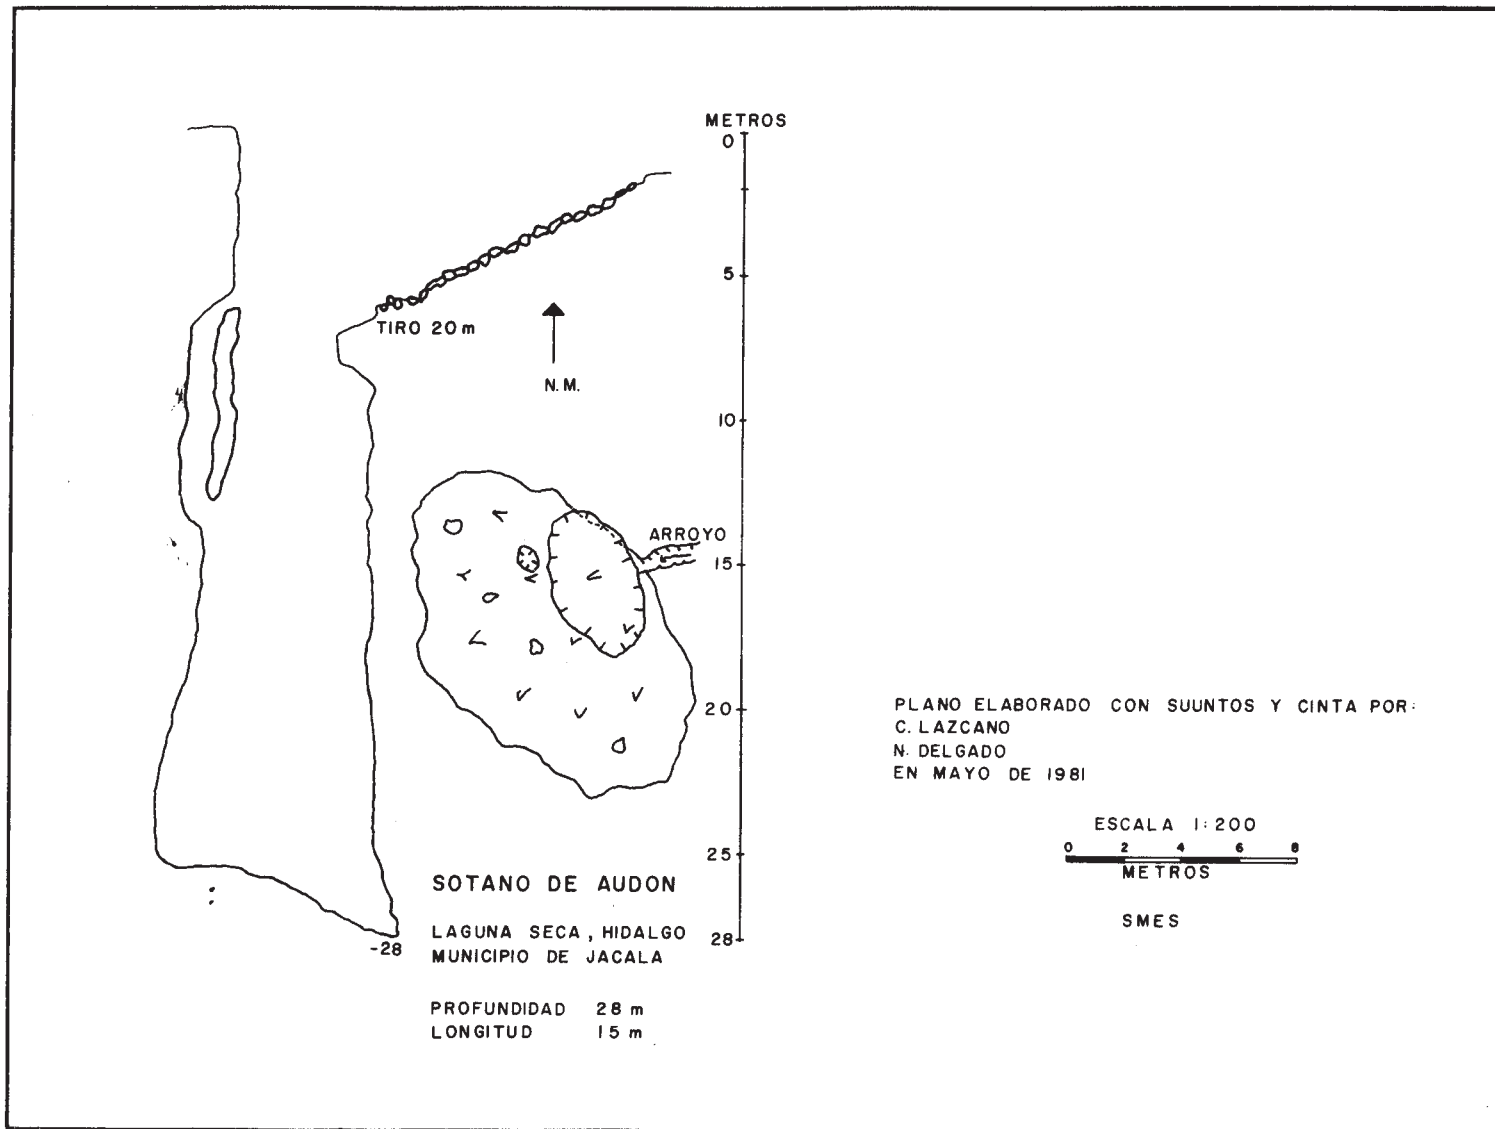 METROS
0
5
TIRO 20 m
N. M.
10
ARROYO
15
20
25
28
-28
SOTANO DE AUDON
LAGUNA SECA, HIDALGO
MUNICIPIO DE JACALA
PROFUNDIDAD 28 m
LONGITUD 15 m
PLANO ELABORADO CON SUUNTOS Y CINTA POR:
C. LAZCANO
N. DELGADO
EN MAYO DE 1981
ESCALA 1:200
0 2 4 6 8
METROS
SMES